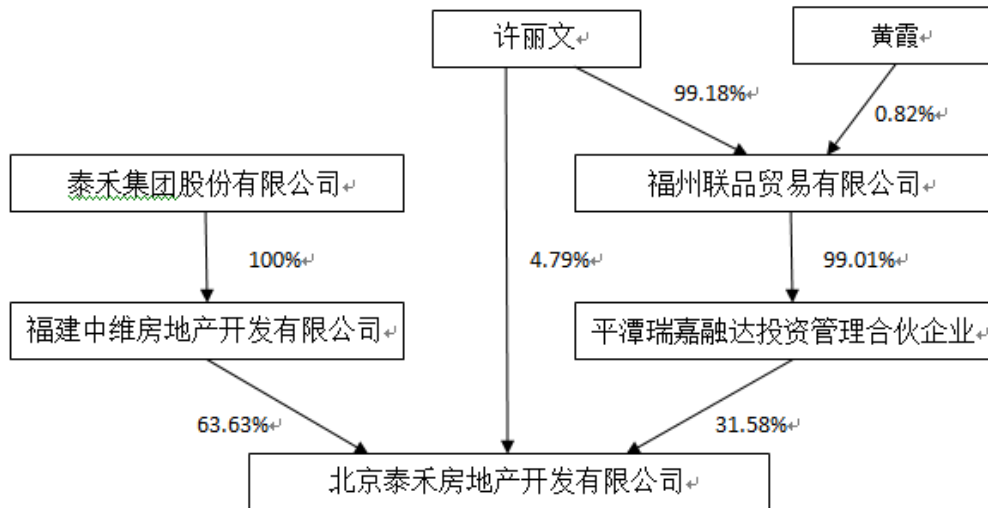 许丽文
黄霞
99.18%
0.82%
泰禾集团股份有限公司
福州联品贸易有限公司
100%
4.79%
99.01%
福建中维房地产开发有限公司
平潭瑞嘉融达投资管理合伙企业
63.63%
31.58%
北京泰禾房地产开发有限公司